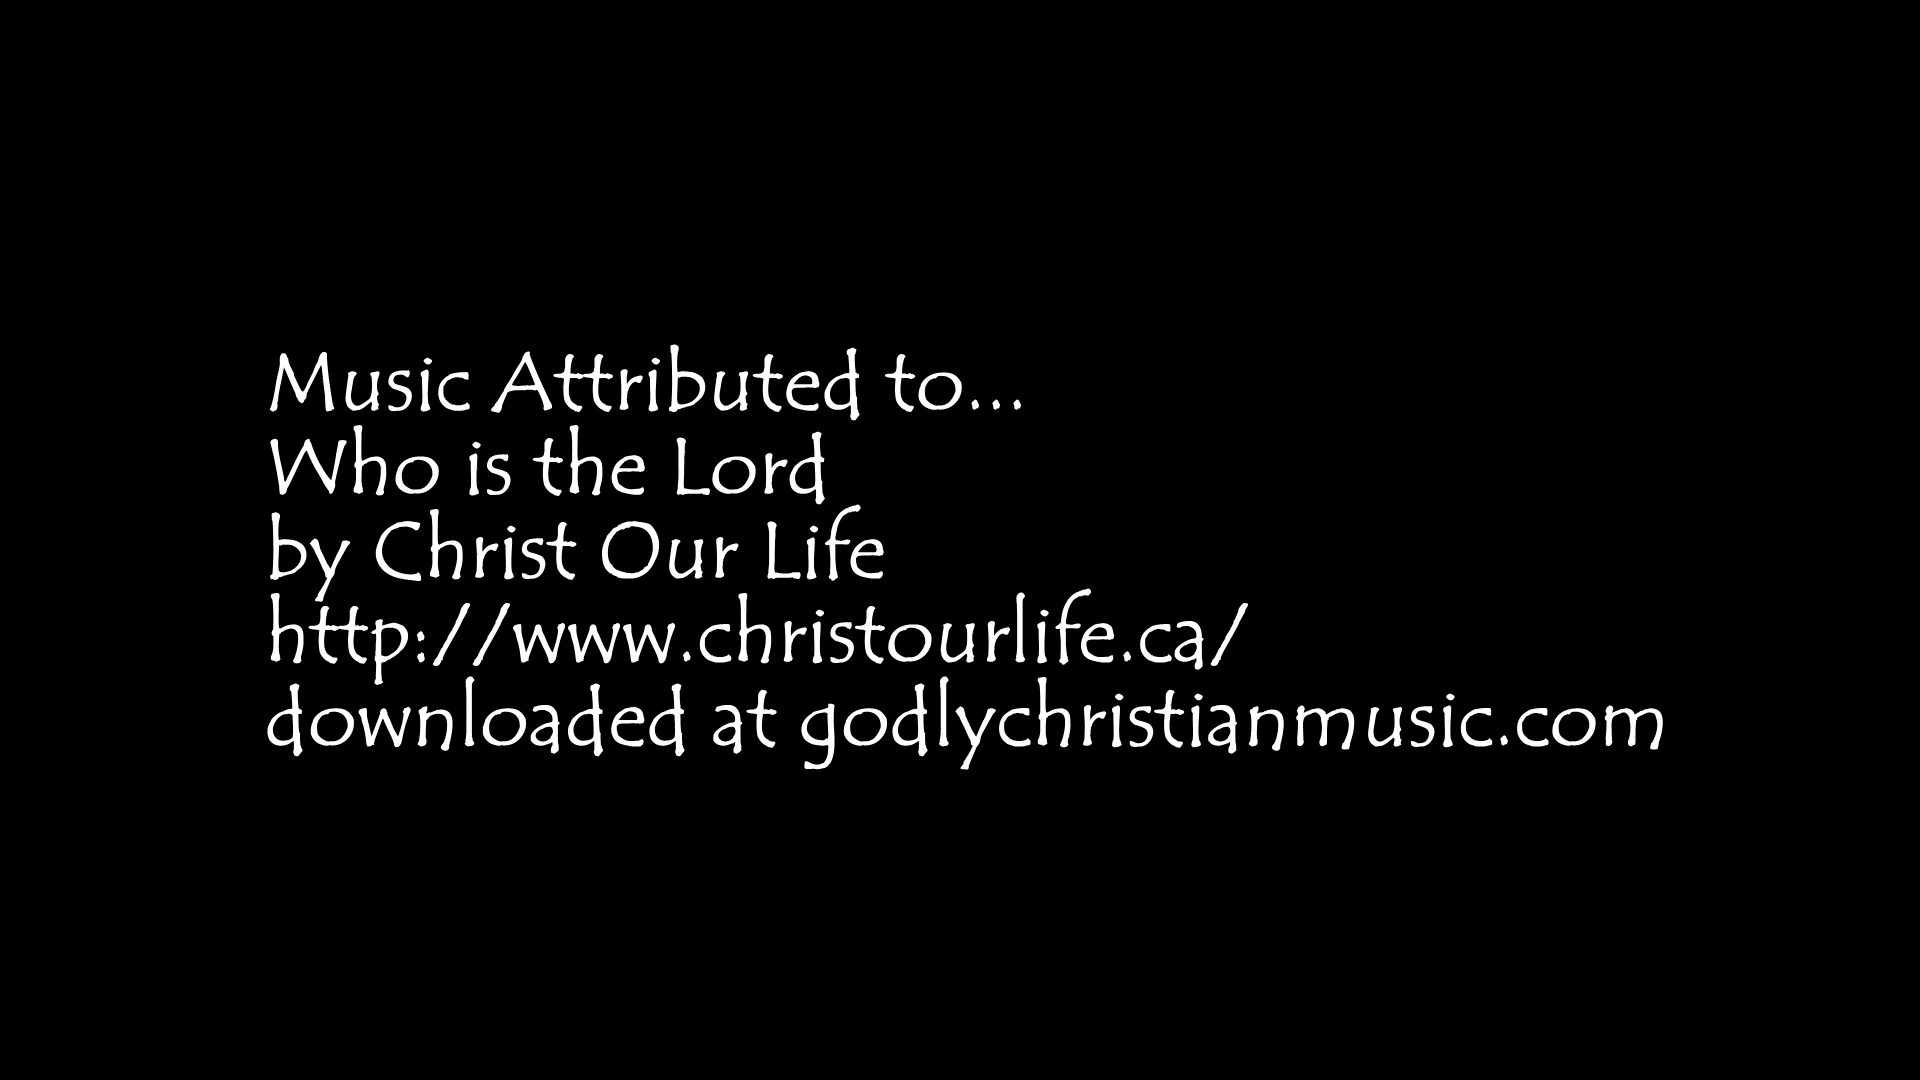 Music Attributed to...
Who is the Lord
by Christ Our Life
http://www.christourlife.ca/
downloaded at godlychristianmusic.com